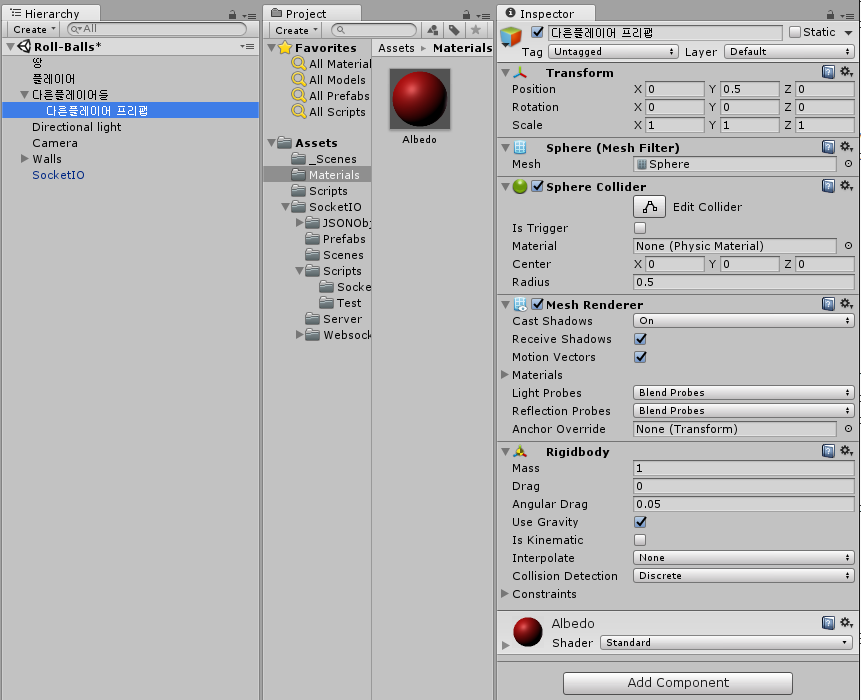 Hierarchy
Create
All
Roll-Balls*
땅
플레이어
다른플레이어들
다른플레이어 프리팹
Directional light
Camera
Walls
SocketIO
Project
Create
Favorites
All Material
All Models
All Prefabs
All Scripts
Assets
_Scenes
Materials
Scripts
SocketIO
JSONObj
Prefabs
Scenes
Scripts
Socke
Test
Server
Websock
Assets ▸ Materials
Albedo
Inspector
다른플레이어 프리팹
Static
Tag Untagged Layer Default
Transform
Position X 0 Y 0.5 Z 0
Rotation X 0 Y 0 Z 0
Scale X 1 Y 1 Z 1
Sphere (Mesh Filter)
Mesh Sphere
Sphere Collider
Edit Collider
Is Trigger
Material None (Physic Material)
Center X 0 Y 0 Z 0
Radius 0.5
Mesh Renderer
Cast Shadows On
Receive Shadows
Motion Vectors
Materials
Light Probes Blend Probes
Reflection Probes Blend Probes
Anchor Override None (Transform)
Rigidbody
Mass 1
Drag 0
Angular Drag 0.05
Use Gravity
Is Kinematic
Interpolate None
Collision Detection Discrete
Constraints
Albedo
Shader Standard
Add Component